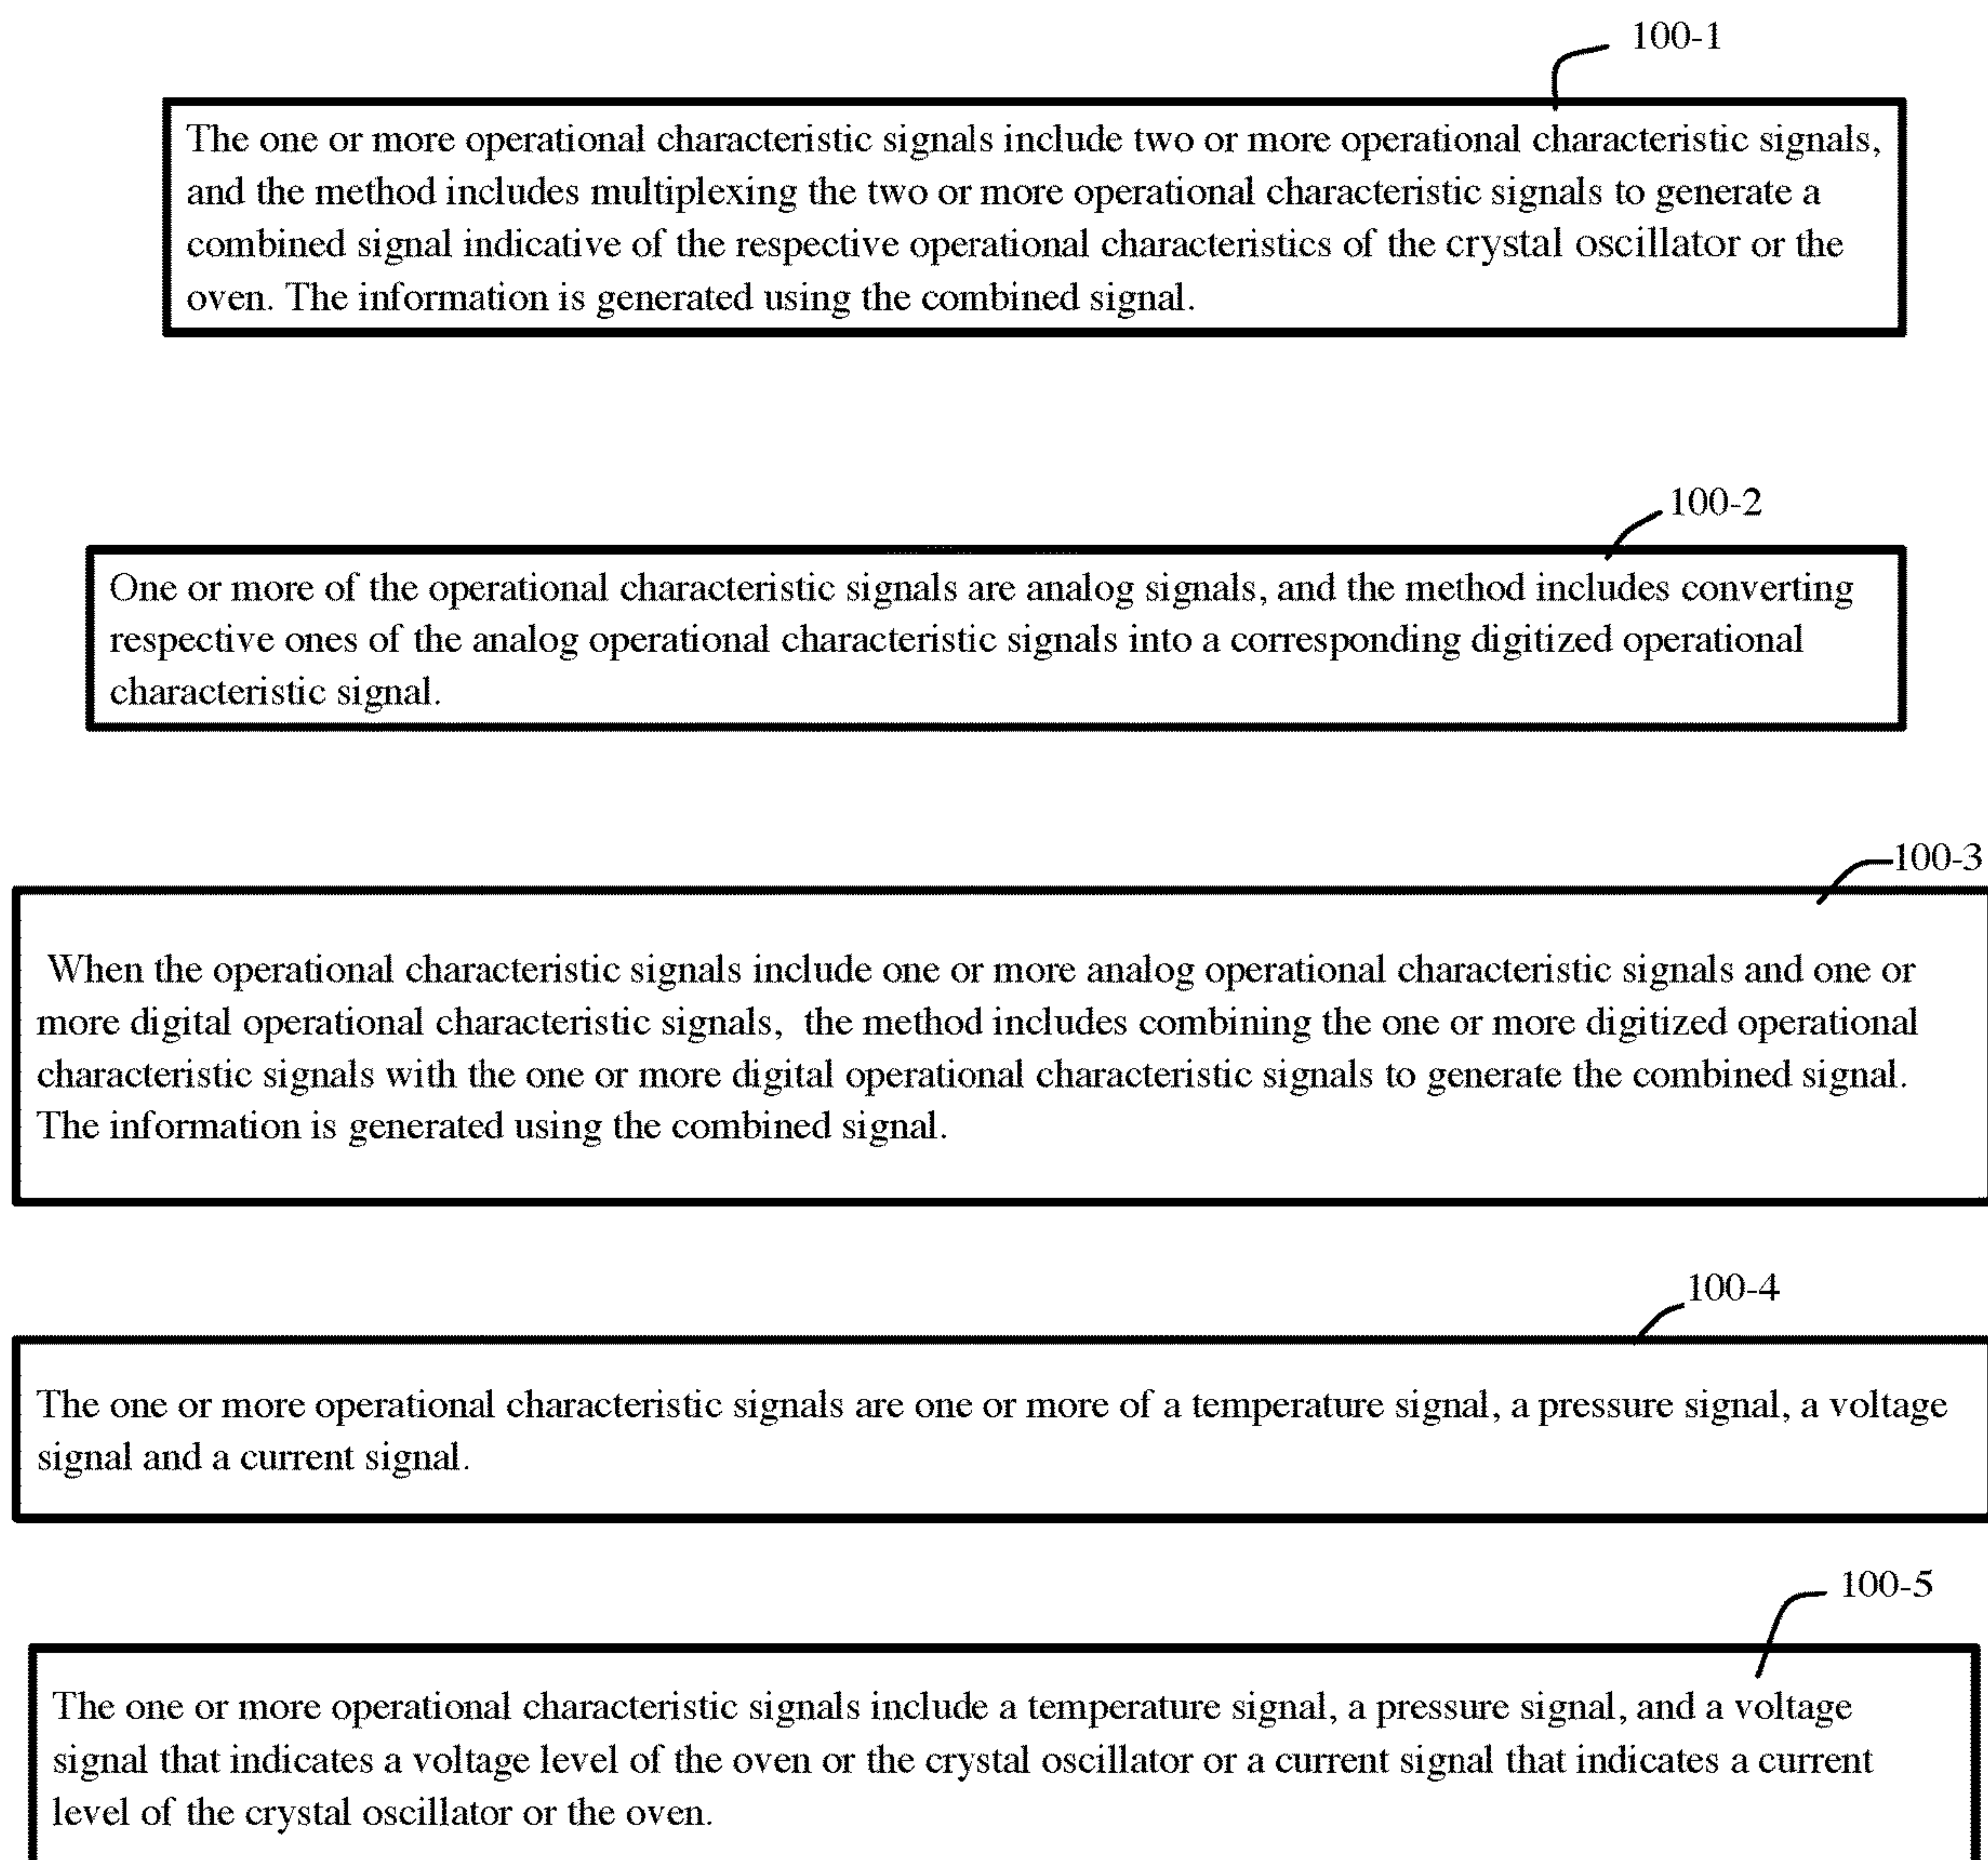 100-1
The one or more operational characteristic signals include two or more operational characteristic signals,
and the method includes multiplexing the two or more operational characteristic signals to generate a
combined signal indicative of the respective operational characteristics of the crystal oscillator or the
oven. The information is generated using the combined signal.
100-2
One or more of the operational characteristic signals are analog signals, and the method includes converting
respective ones of the analog operational characteristic signals into a corresponding digitized operational
characteristic signal.
100-3
When the operational characteristic signals include one or more analog operational characteristic signals and one or
more digital operational characteristic signals, the method includes combining the one or more digitized operational
characteristic signals with the one or more digital operational characteristic signals to generate the combined signal.
The information is generated using the combined signal.
100-4
The one or more operational characteristic signals are one or more of a temperature signal, a pressure signal, a voltage
signal and a current signal.
100-5
The one or more operational characteristic signals include a temperature signal, a pressure signal, and a voltage
signal that indicates a voltage level of the oven or the crystal oscillator or a current signal that indicates a current
level of the crystal oscillator or the oven.